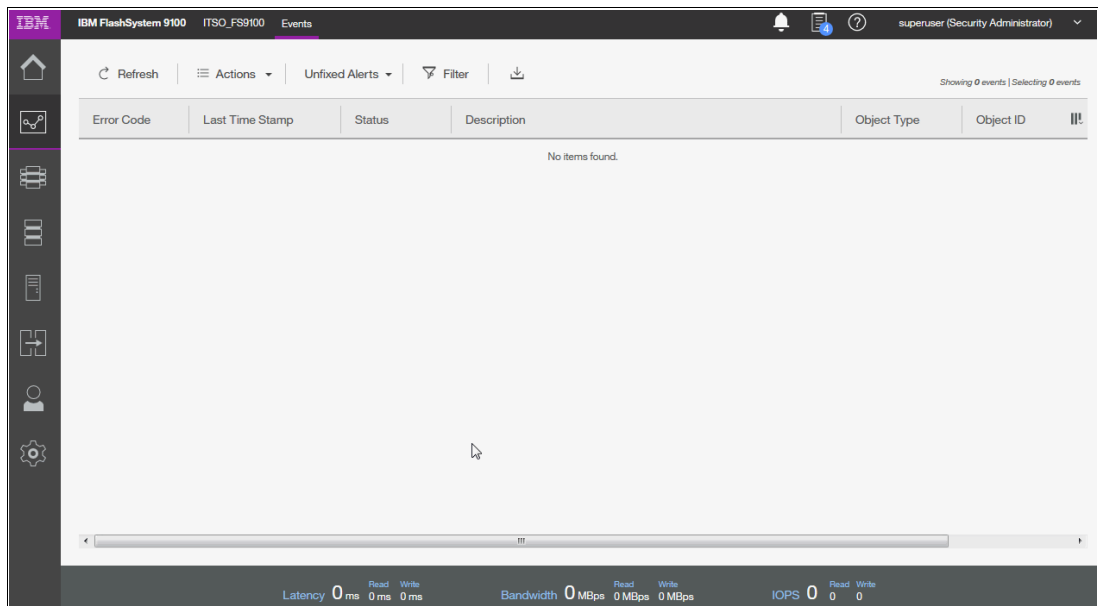 IBM IBM FlashSystem 9100 ITSO_FS9100 Events 4 ? superuser (Security Administrator)
Refresh Actions Unfixed Alerts Filter
Showing 0 events | Selecting 0 events
Error Code Last Time Stamp Status Description Object Type Object ID
No items found.
Read Write Read Write Read Write
Latency 0 ms 0 ms 0 ms Bandwidth 0 MBps 0 MBps 0 MBps IOPS 0 0 0